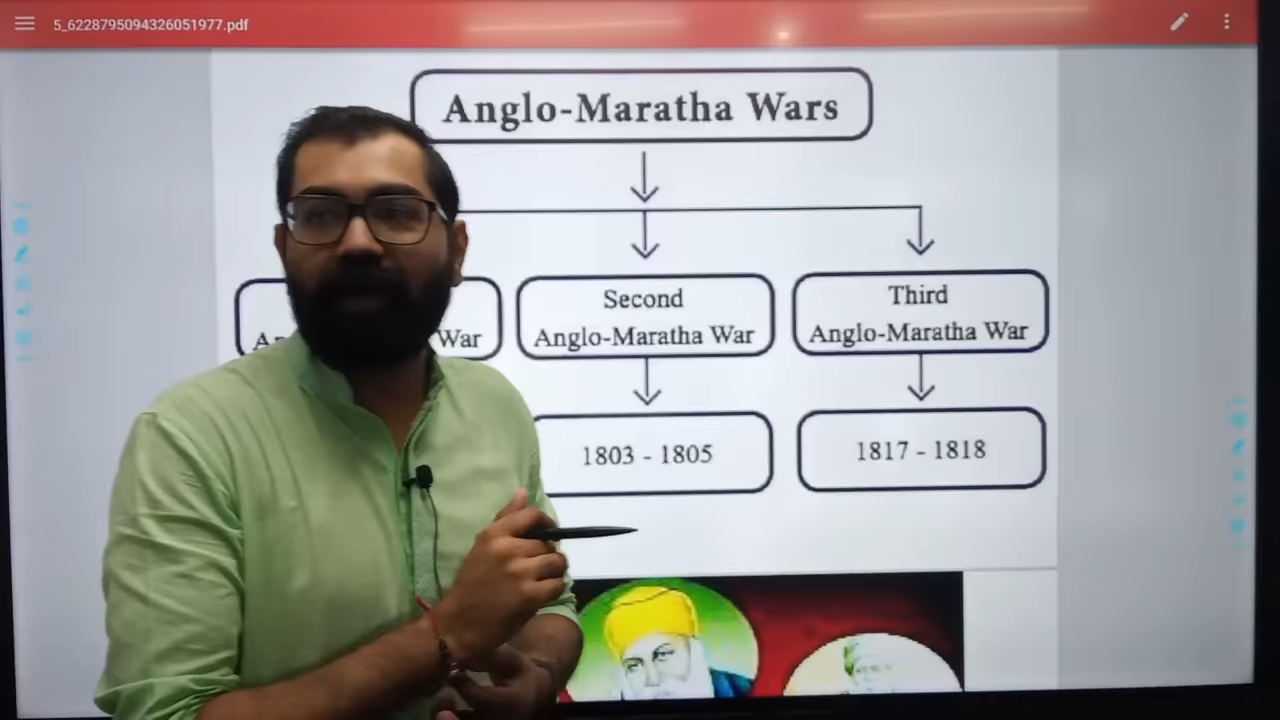 5_6228795094326051977.pdf
Anglo-Maratha Wars
War
Second
Anglo-Maratha War
Third
Anglo-Maratha War
1803 - 1805
1817 - 1818